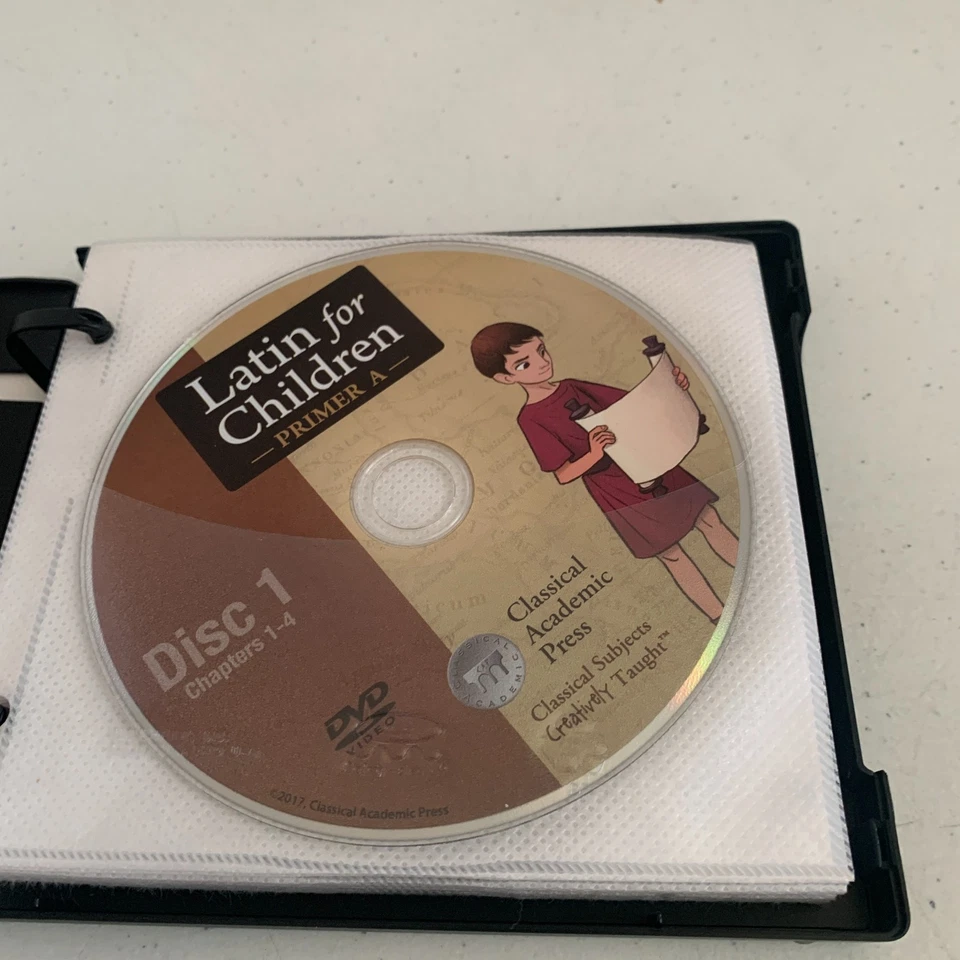 Latin for
Children
PRIMER A
Disc 1
Chapters 1-4
DVD
VIDEO
Classical
Academic
Press
Classical Subjects
Creatively Taught™
©2017, Classical Academic Press